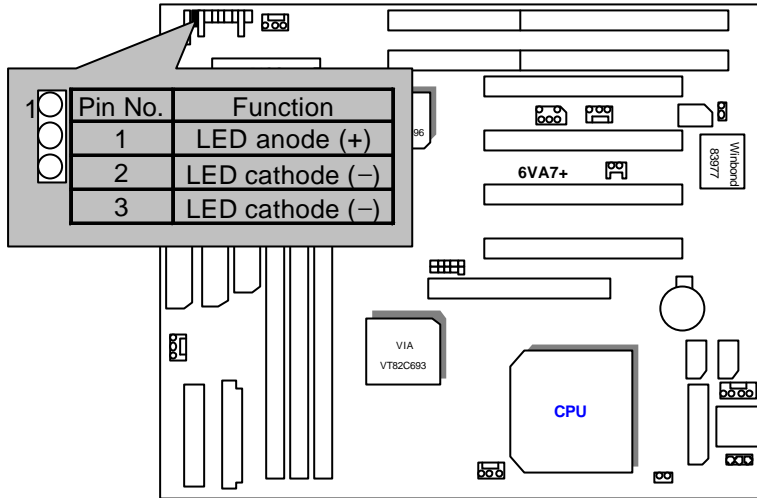 1
Pin No. Function
1 LED anode (+)
2 LED cathode (−)
3 LED cathode (−)
96
6VA7+
Winbond
83977
VIA
VT82C693
CPU